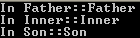 In Father::Father
In Inner::Inner
In Son::Son